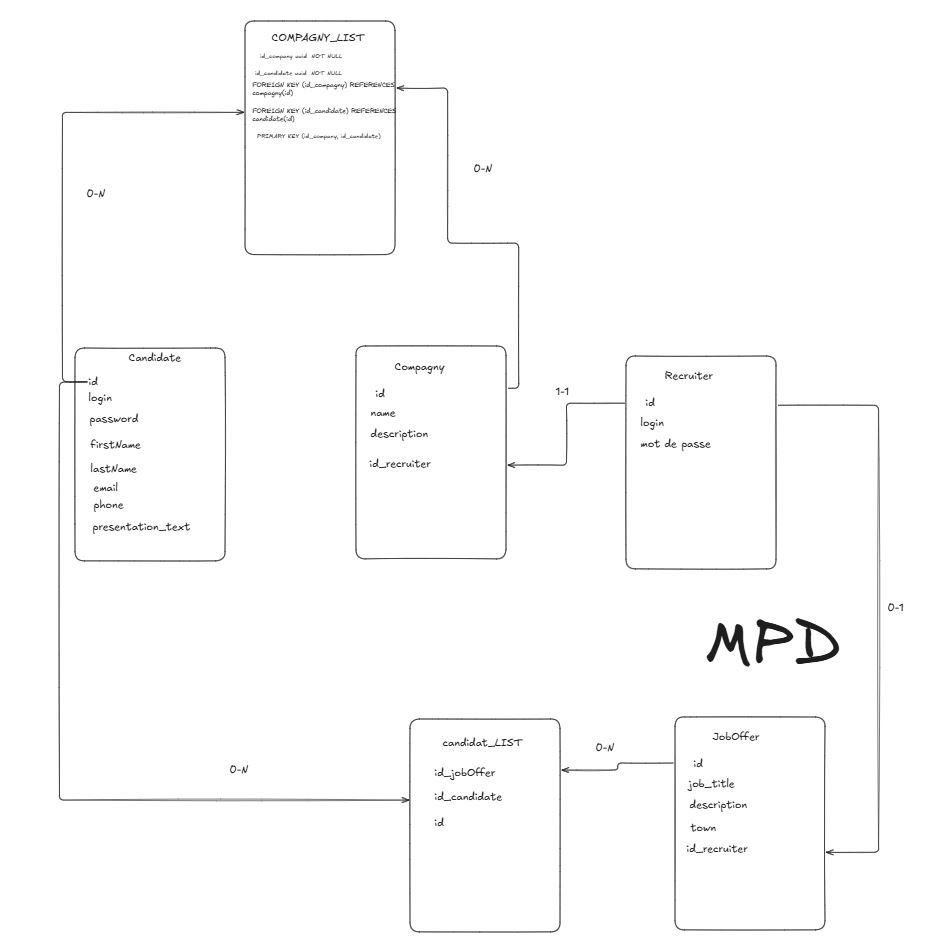 COMPAGNY_LIST
id_company uuid NOT NULL
id_candidate uuid NOT NULL
FOREIGN KEY (id_compagny) REFERENCES
compagny(id)
FOREIGN KEY (id_candidate) REFERENCES
candidate(id)
PRIMARY KEY (id_company, id_candidate)
0-N
0-N
Candidate
id
login
password
firstName
lastName
email
phone
presentation_text
Compagny
id
name
description
id_recruiter
1-1
Recruiter
id
login
mot de passe
0-1
MPD
0-N
candidat_LIST
id_jobOffer
id_candidate
id
0-N
JobOffer
id
job_title
description
town
id_recruiter